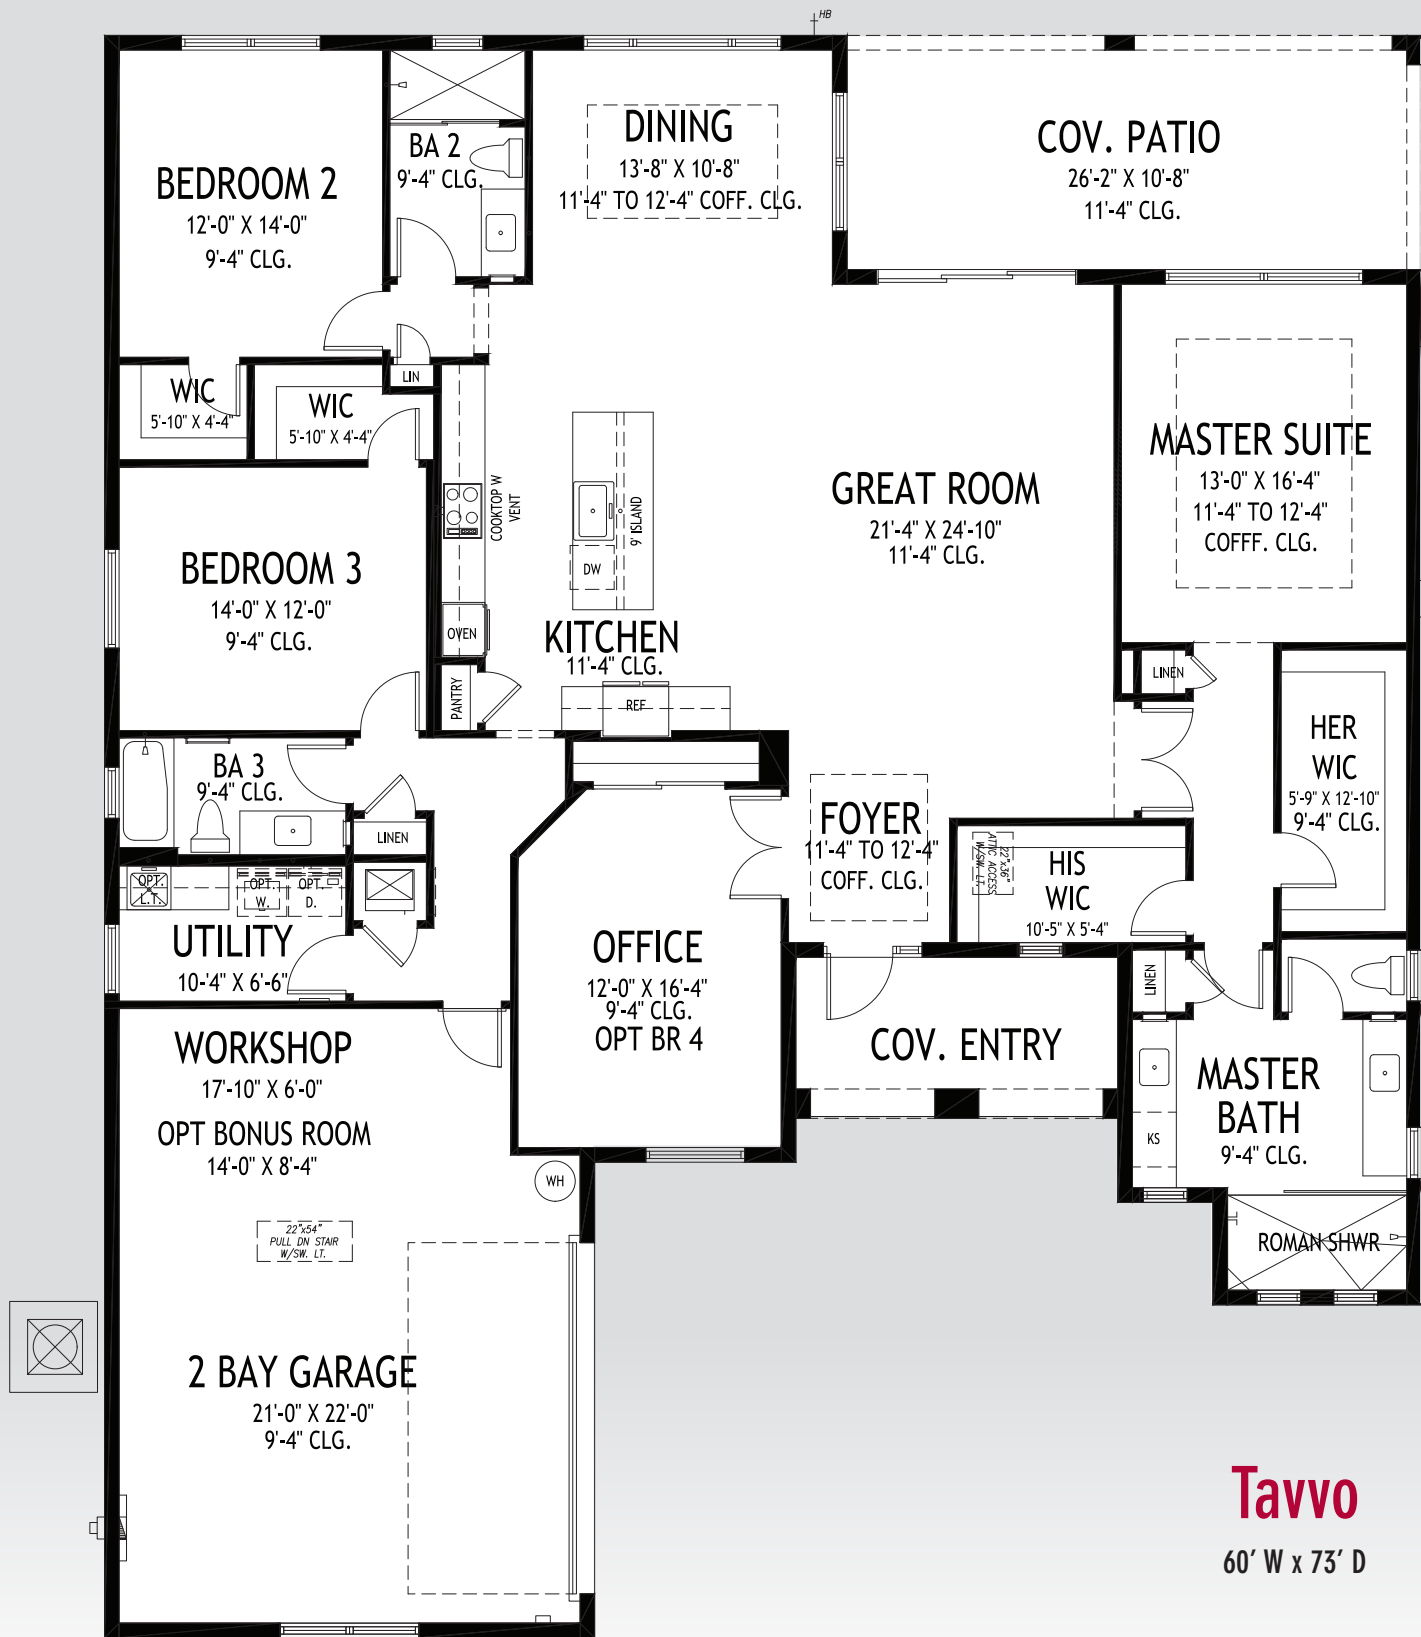 HB
BEDROOM 2
12'-0" X 14'-0"
9'-4" CLG.
BA 2
9'-4" CLG.
DINING
13'-8" X 10'-8"
11'-4" TO 12'-4" COFF. CLG.
COV. PATIO
26'-2" X 10'-8"
11'-4" CLG.
WIC
5'-10" X 4'-4"
WIC
5'-10" X 4'-4"
LIN
COOKTOP W
VENT
9' ISLAND
DW
OVEN
KITCHEN
11'-4" CLG.
PANTRY
REF
GREAT ROOM
21'-4" X 24'-10"
11'-4" CLG.
MASTER SUITE
13'-0" X 16'-4"
11'-4" TO 12'-4"
COFFF. CLG.
BEDROOM 3
14'-0" X 12'-0"
9'-4" CLG.
LINEN
HER
WIC
5'-9" X 12'-10"
9'-4" CLG.
BA 3
9'-4" CLG.
LINEN
FOYER
11'-4" TO 12'-4"
COFF. CLG.
22"x36"
ATTIC ACCESS
W/SW. LT.
HIS
WIC
10'-5" X 5'-4"
OPT.
L.T.
OPT.
W.
OPT.
D.
UTILITY
10-'4" X 6'-6"
OFFICE
12'-0" X 16'-4"
9'-4" CLG.
OPT BR 4
COV. ENTRY
LINEN
MASTER
BATH
9'-4" CLG.
KS
ROMAN SHWR
WORKSHOP
17'-10" X 6'-0"
OPT BONUS ROOM
14'-0" X 8'-4"
WH
22"x54"
PULL DN STAIR
W/SW. LT.
2 BAY GARAGE
21'-0" X 22'-0"
9'-4" CLG.
Tavvo
60' W x 73' D